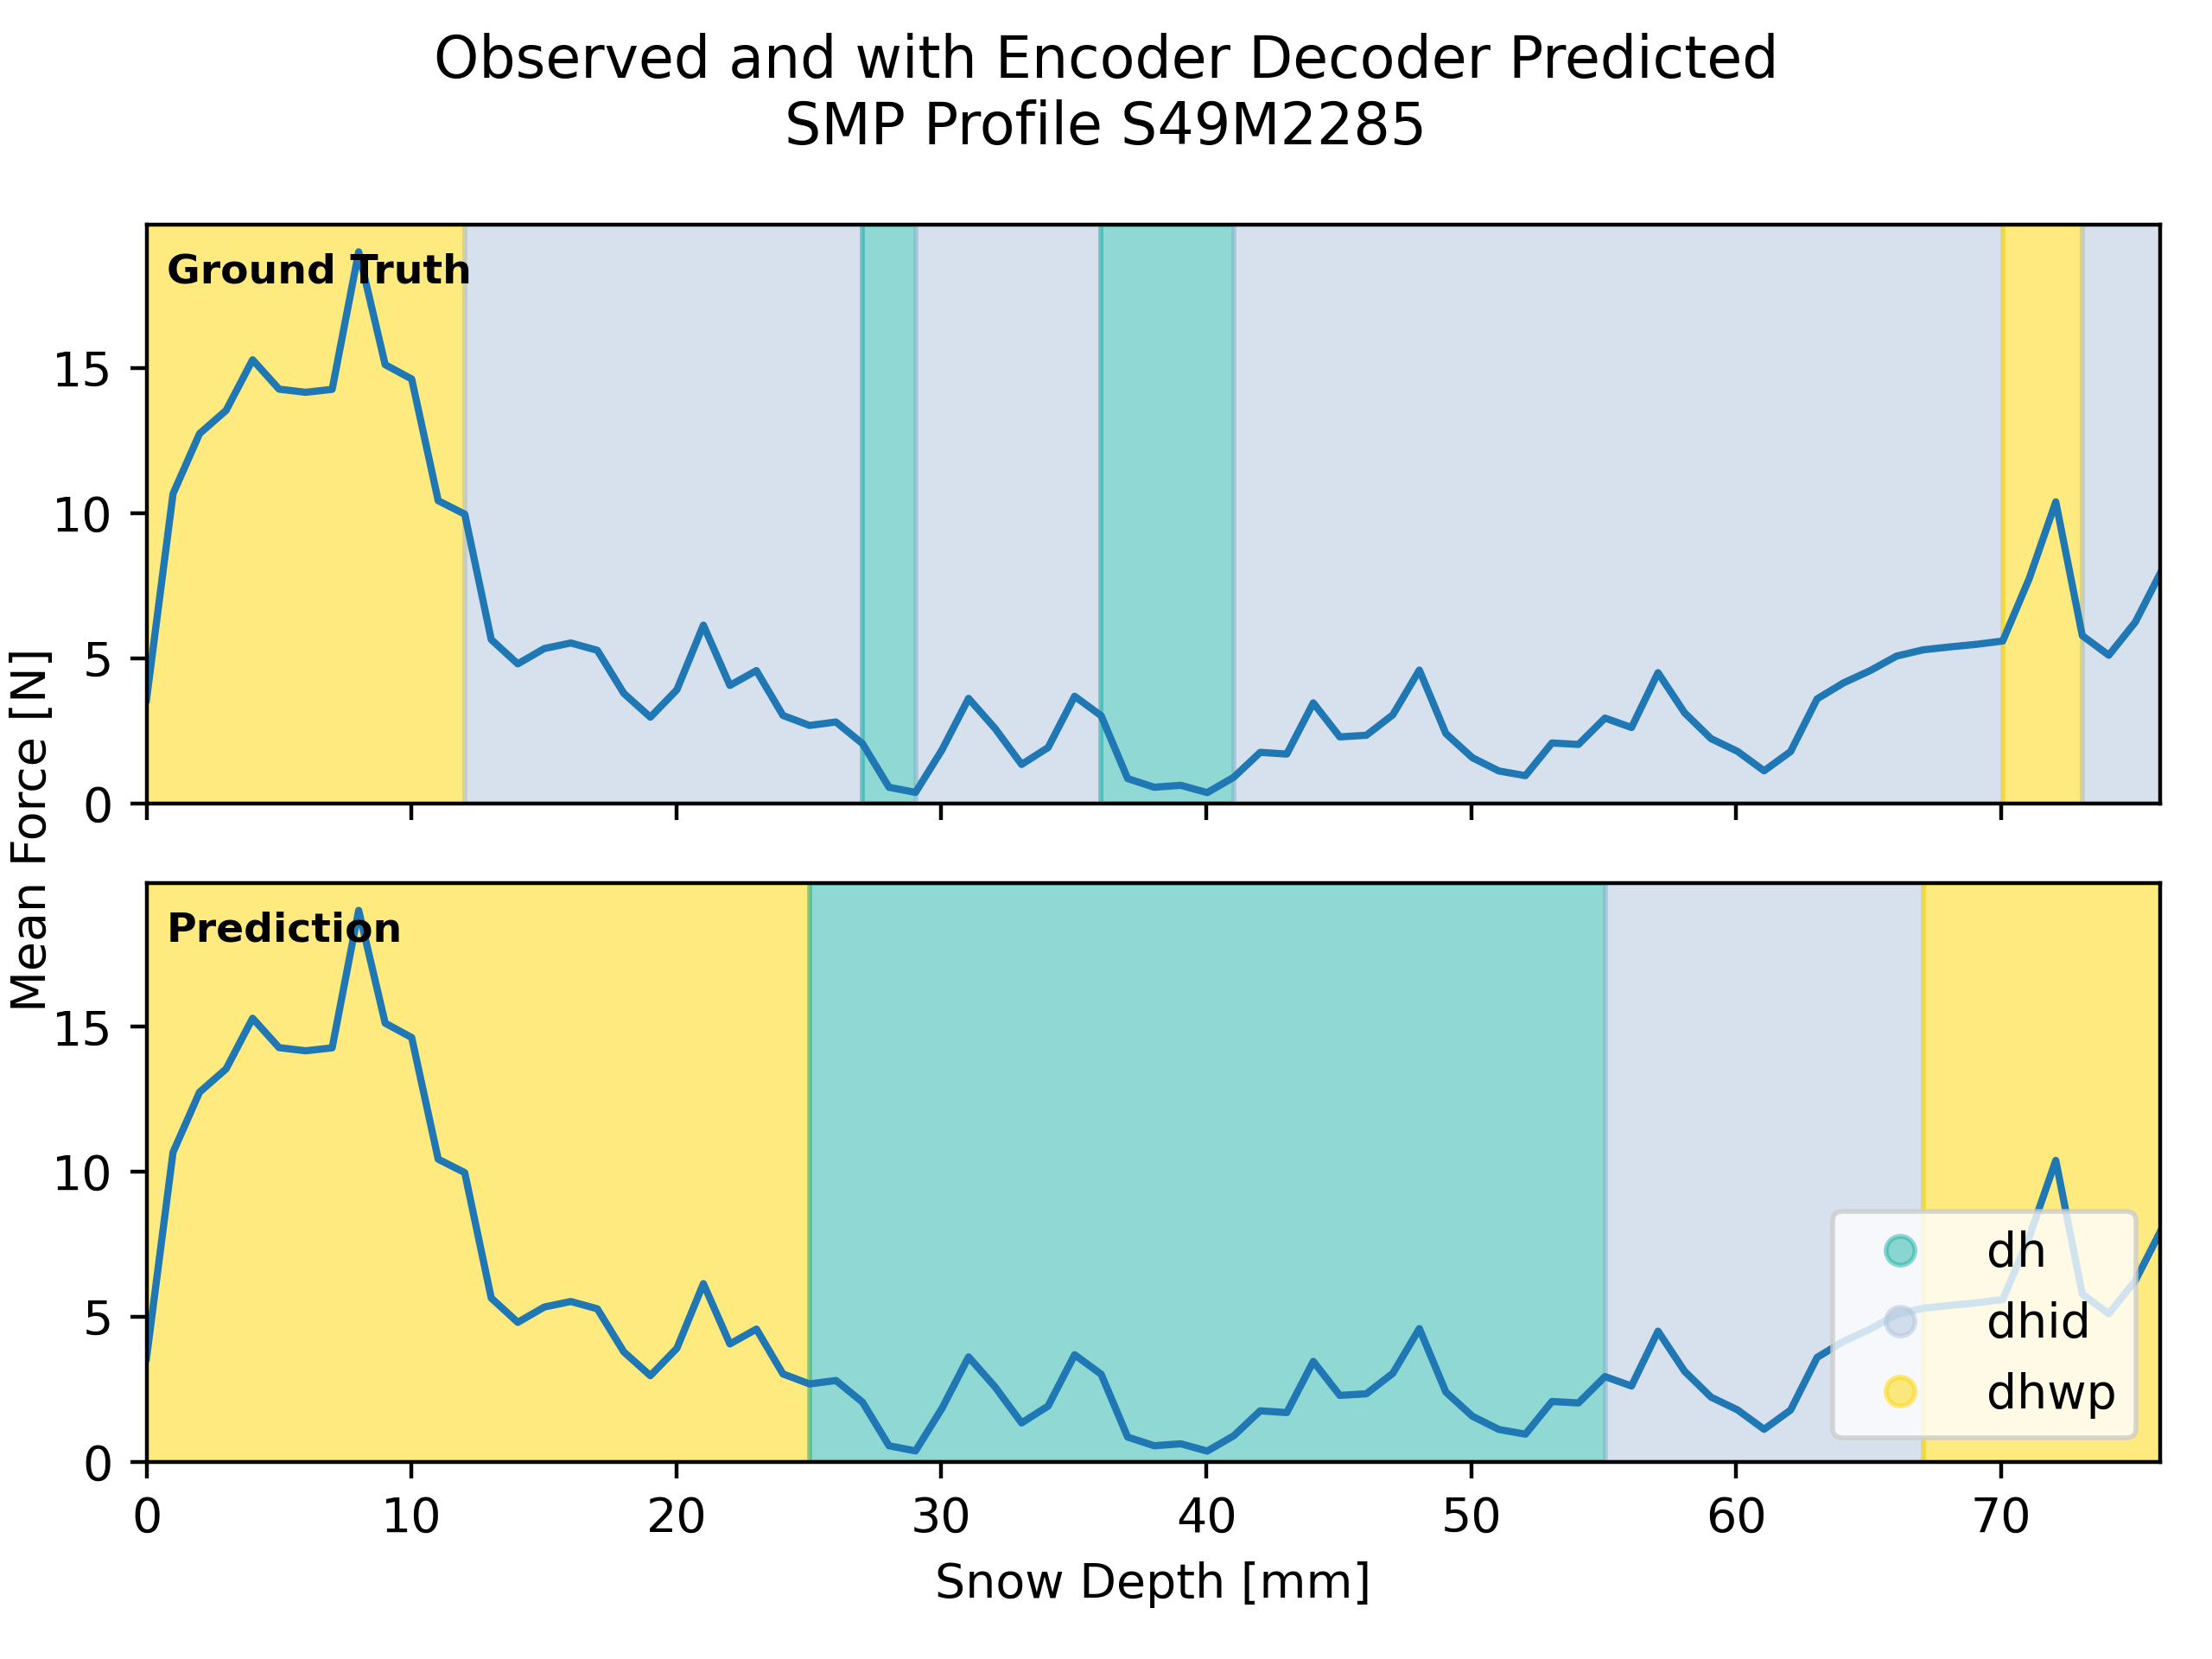 Observed and with Encoder Decoder Predicted
SMP Profile S49M2285
Ground Truth
15
10
5
0
Mean Force [N]
Prediction
15
10
5
0
dh
dhid
dhwp
0 10 20 30 40 50 60 70
Snow Depth [mm]